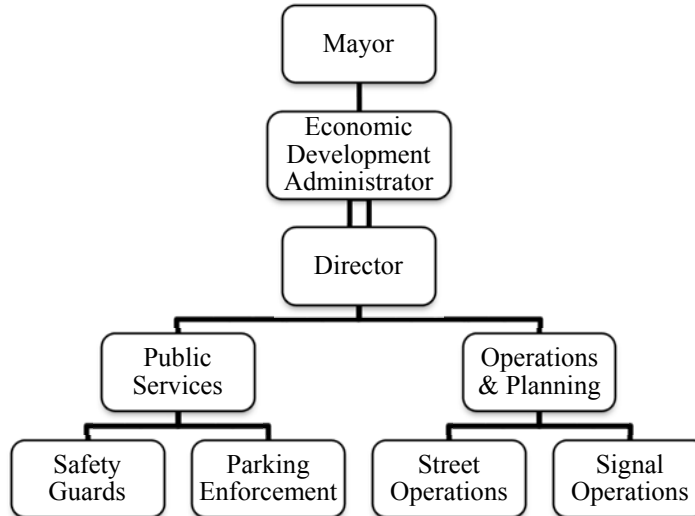 Mayor
Economic
Development
Administrator
Director
Public
Services
Operations
& Planning
Safety
Guards
Parking
Enforcement
Street
Operations
Signal
Operations